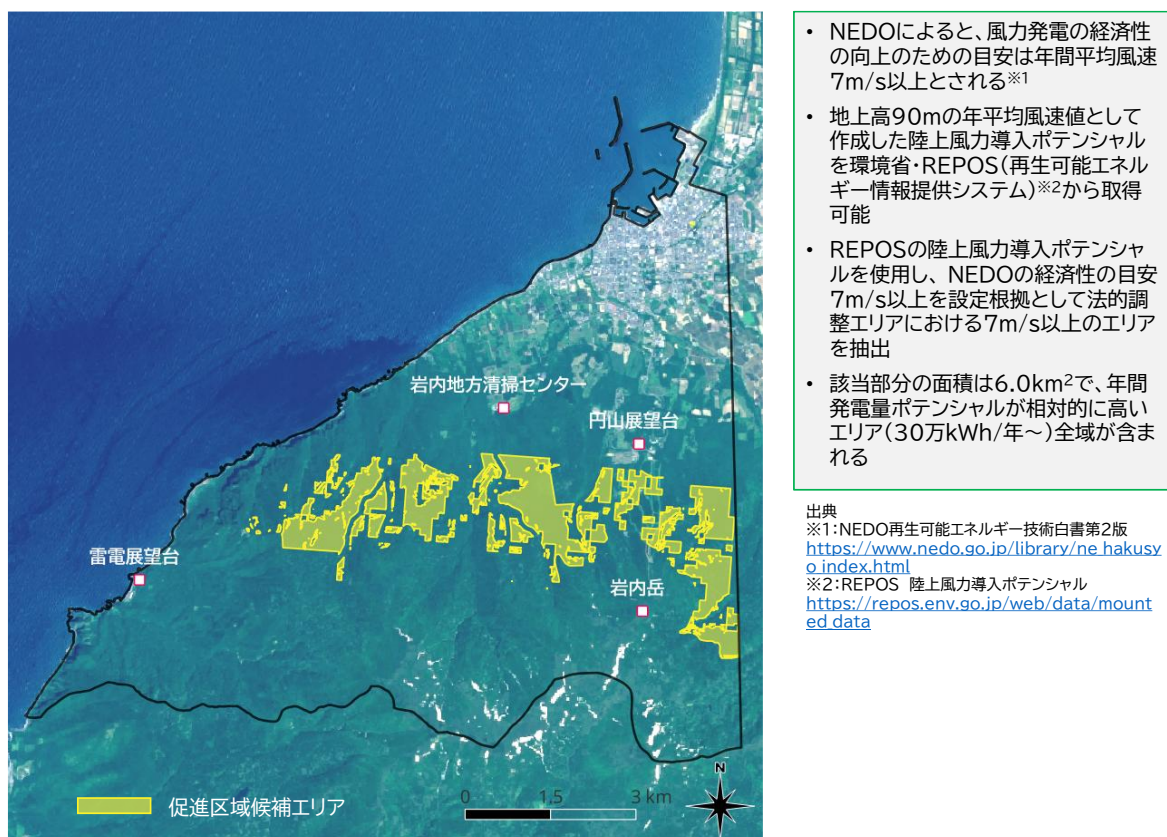 岩内地方清掃センター
円山展望台
雷電展望台
岩内岳
促進区域候補エリア
0 1.5 3 km
N
• NEDOによると、風力発電の経済性
の向上のための目安は年間平均風速
7m/s以上とされる※1
• 地上高90mの年平均風速値として
作成した陸上風力導入ポテンシャル
を環境省・REPOS(再生可能エネル
ギー情報提供システム)※2から取得
可能
• REPOSの陸上風力導入ポテンシャ
ルを使用し、NEDOの経済性の目安
7m/s以上を設定根拠として法的調
整エリアにおける7m/s以上のエリア
を抽出
• 該当部分の面積は6.0km2で、年間
発電量ポテンシャルが相対的に高い
エリア(30万kWh/年～)全域が含ま
れる
出典
※1:NEDO再生可能エネルギー技術白書第2版
https://www.nedo.go.jp/library/ne_hakusy
o_index.html
※2:REPOS 陸上風力導入ポテンシャル
https://repos.env.go.jp/web/data/mount
ed_data